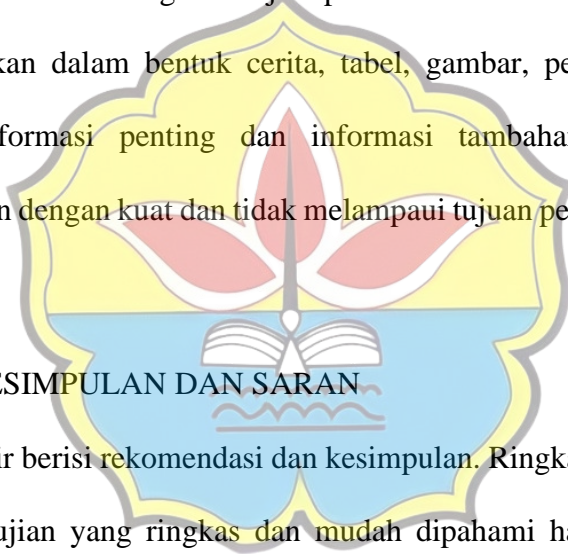 kan dalam bentuk cerita, tabel, gambar, pe
formasi penting dan informasi tambahan
n dengan kuat dan tidak melampaui tujuan pe
ESIMPULAN DAN SARAN
ir berisi rekomendasi dan kesimpulan. Ringka
ujian yang ringkas dan mudah dipahami ha